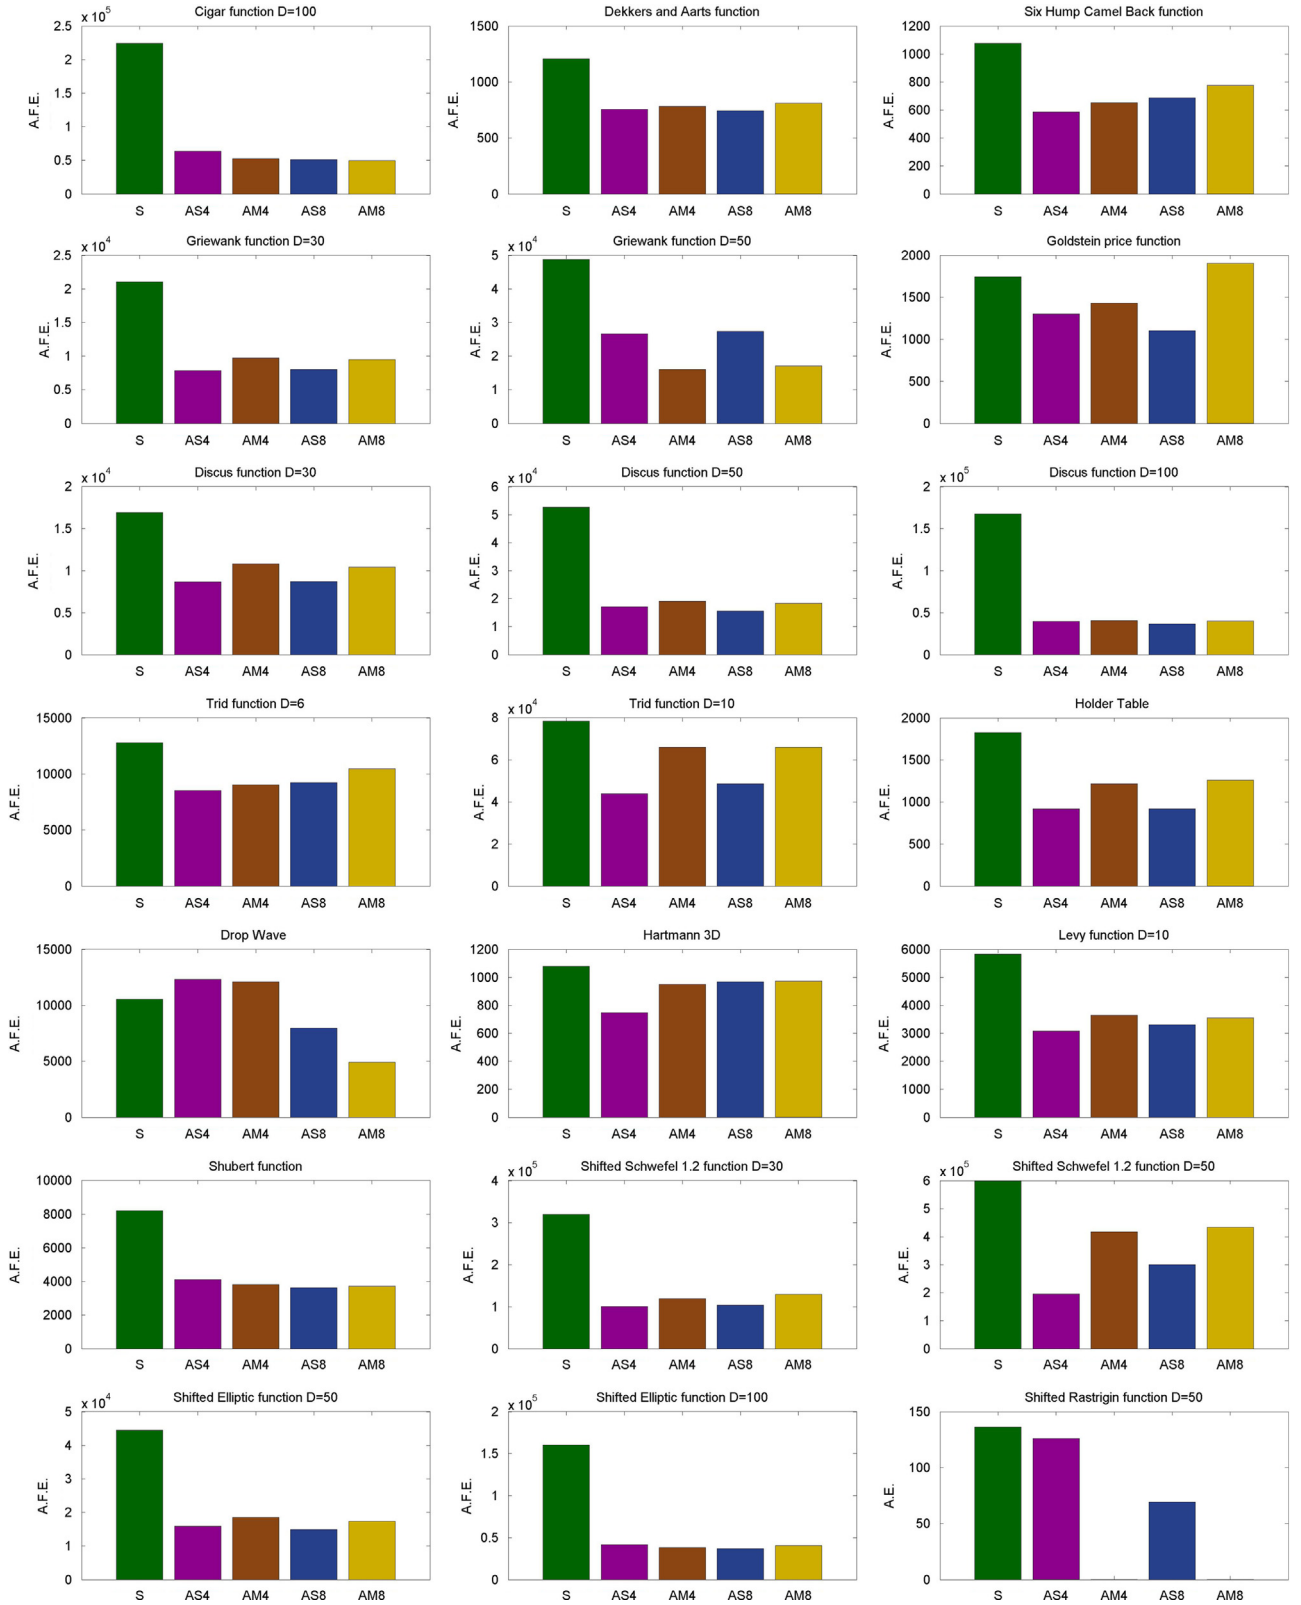 Cigar function D=100
x 10^5
2.5
2
1.5
1
0.5
0
A.F.E.
S AS4 AM4 AS8 AM8
Dekkers and Aarts function
1500
1000
500
0
A.F.E.
S AS4 AM4 AS8 AM8
Six Hump Camel Back function
1200
1000
800
600
400
200
0
A.F.E.
S AS4 AM4 AS8 AM8
Griewank function D=30
x 10^4
2.5
2
1.5
1
0.5
0
A.F.E.
S AS4 AM4 AS8 AM8
Griewank function D=50
x 10^4
5
4
3
2
1
0
A.F.E.
S AS4 AM4 AS8 AM8
Goldstein price function
2000
1500
1000
500
0
A.F.E.
S AS4 AM4 AS8 AM8
Discus function D=30
x 10^4
2
1.5
1
0.5
0
A.F.E.
S AS4 AM4 AS8 AM8
Discus function D=50
x 10^4
6
5
4
3
2
1
0
A.F.E.
S AS4 AM4 AS8 AM8
Discus function D=100
x 10^5
2
1.5
1
0.5
0
A.F.E.
S AS4 AM4 AS8 AM8
Trid function D=6
15000
10000
5000
0
A.F.E.
S AS4 AM4 AS8 AM8
Trid function D=10
x 10^4
8
6
4
2
0
A.F.E.
S AS4 AM4 AS8 AM8
Holder Table
2000
1500
1000
500
0
A.F.E.
S AS4 AM4 AS8 AM8
Drop Wave
15000
10000
5000
0
A.F.E.
S AS4 AM4 AS8 AM8
Hartmann 3D
1200
1000
800
600
400
200
0
A.F.E.
S AS4 AM4 AS8 AM8
Levy function D=10
6000
5000
4000
3000
2000
1000
0
A.F.E.
S AS4 AM4 AS8 AM8
Shubert function
10000
8000
6000
4000
2000
0
A.F.E.
S AS4 AM4 AS8 AM8
Shifted Schwefel 1.2 function D=30
x 10^5
4
3
2
1
0
A.F.E.
S AS4 AM4 AS8 AM8
Shifted Schwefel 1.2 function D=50
x 10^5
6
5
4
3
2
1
0
A.F.E
S AS4 AM4 AS8 AM8
Shifted Elliptic function D=50
x 10^4
5
4
3
2
1
0
A.F.E.
S AS4 AM4 AS8 AM8
Shifted Elliptic function D=100
x 10^5
2
1.5
1
0.5
0
A.F.E.
S AS4 AM4 AS8 AM8
Shifted Rastrigin function D=50
150
100
50
0
A.E.
S AS4 AM4 AS8 AM8